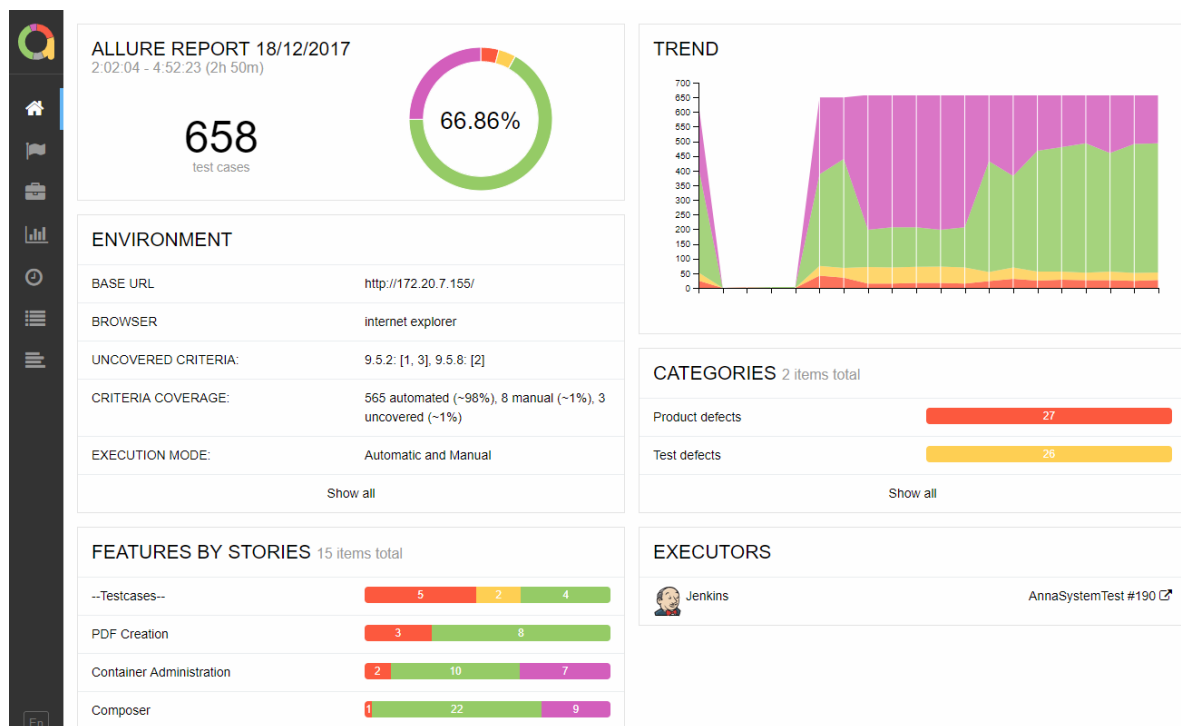 ALLURE REPORT 18/12/2017
2:02:04 - 4:52:23 (2h 50m)
658
test cases
66.86%
ENVIRONMENT
BASE URL http://172.20.7.155/
BROWSER internet explorer
UNCOVERED CRITERIA: 9.5.2: [1, 3], 9.5.8: [2]
CRITERIA COVERAGE: 565 automated (~98%), 8 manual (~1%), 3
uncovered (~1%)
EXECUTION MODE: Automatic and Manual
Show all
FEATURES BY STORIES 15 items total
--Testcases-- 5 2 4
PDF Creation 3 8
Container Administration 2 10 7
Composer 1 22 9
TREND
700
650
600
550
500
450
400
350
300
250
200
150
100
50
0
CATEGORIES 2 items total
Product defects 27
Test defects 26
Show all
EXECUTORS
Jenkins AnnaSystemTest #190
En